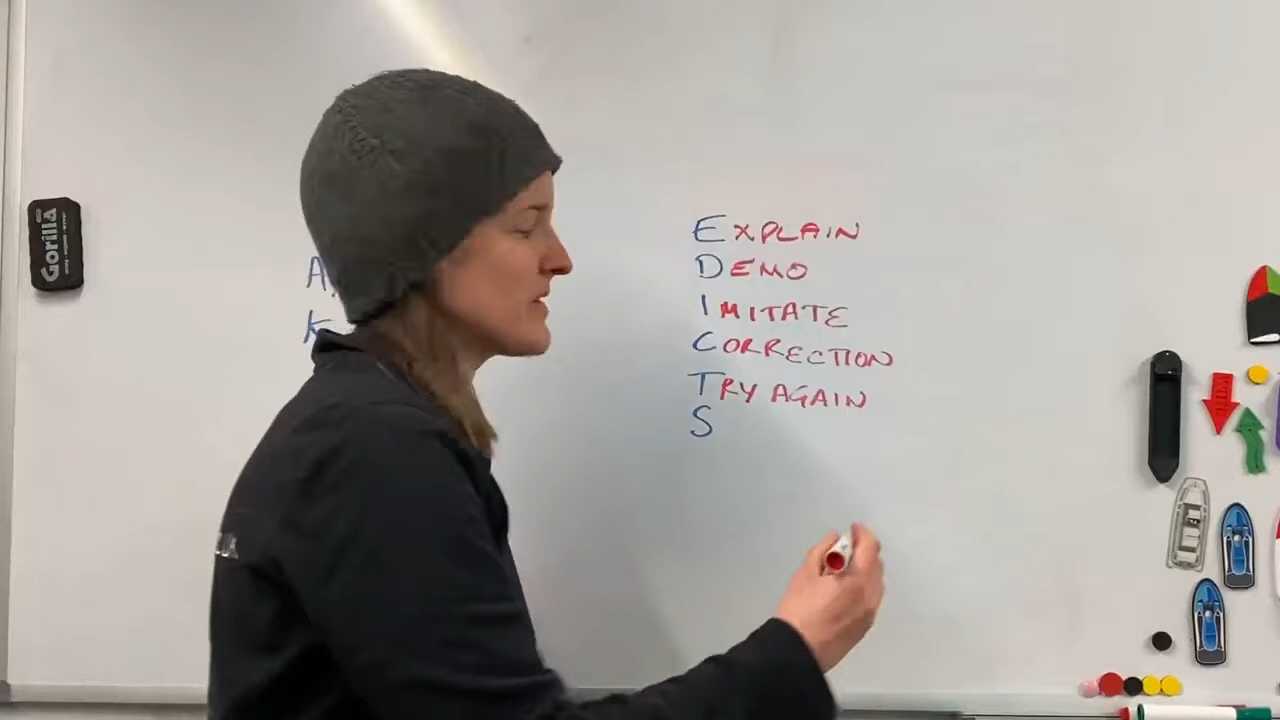 Gorilla
A
K
EXPLAIN
DEMO
IMITATE
CORRECTION
TRY AGAIN
S